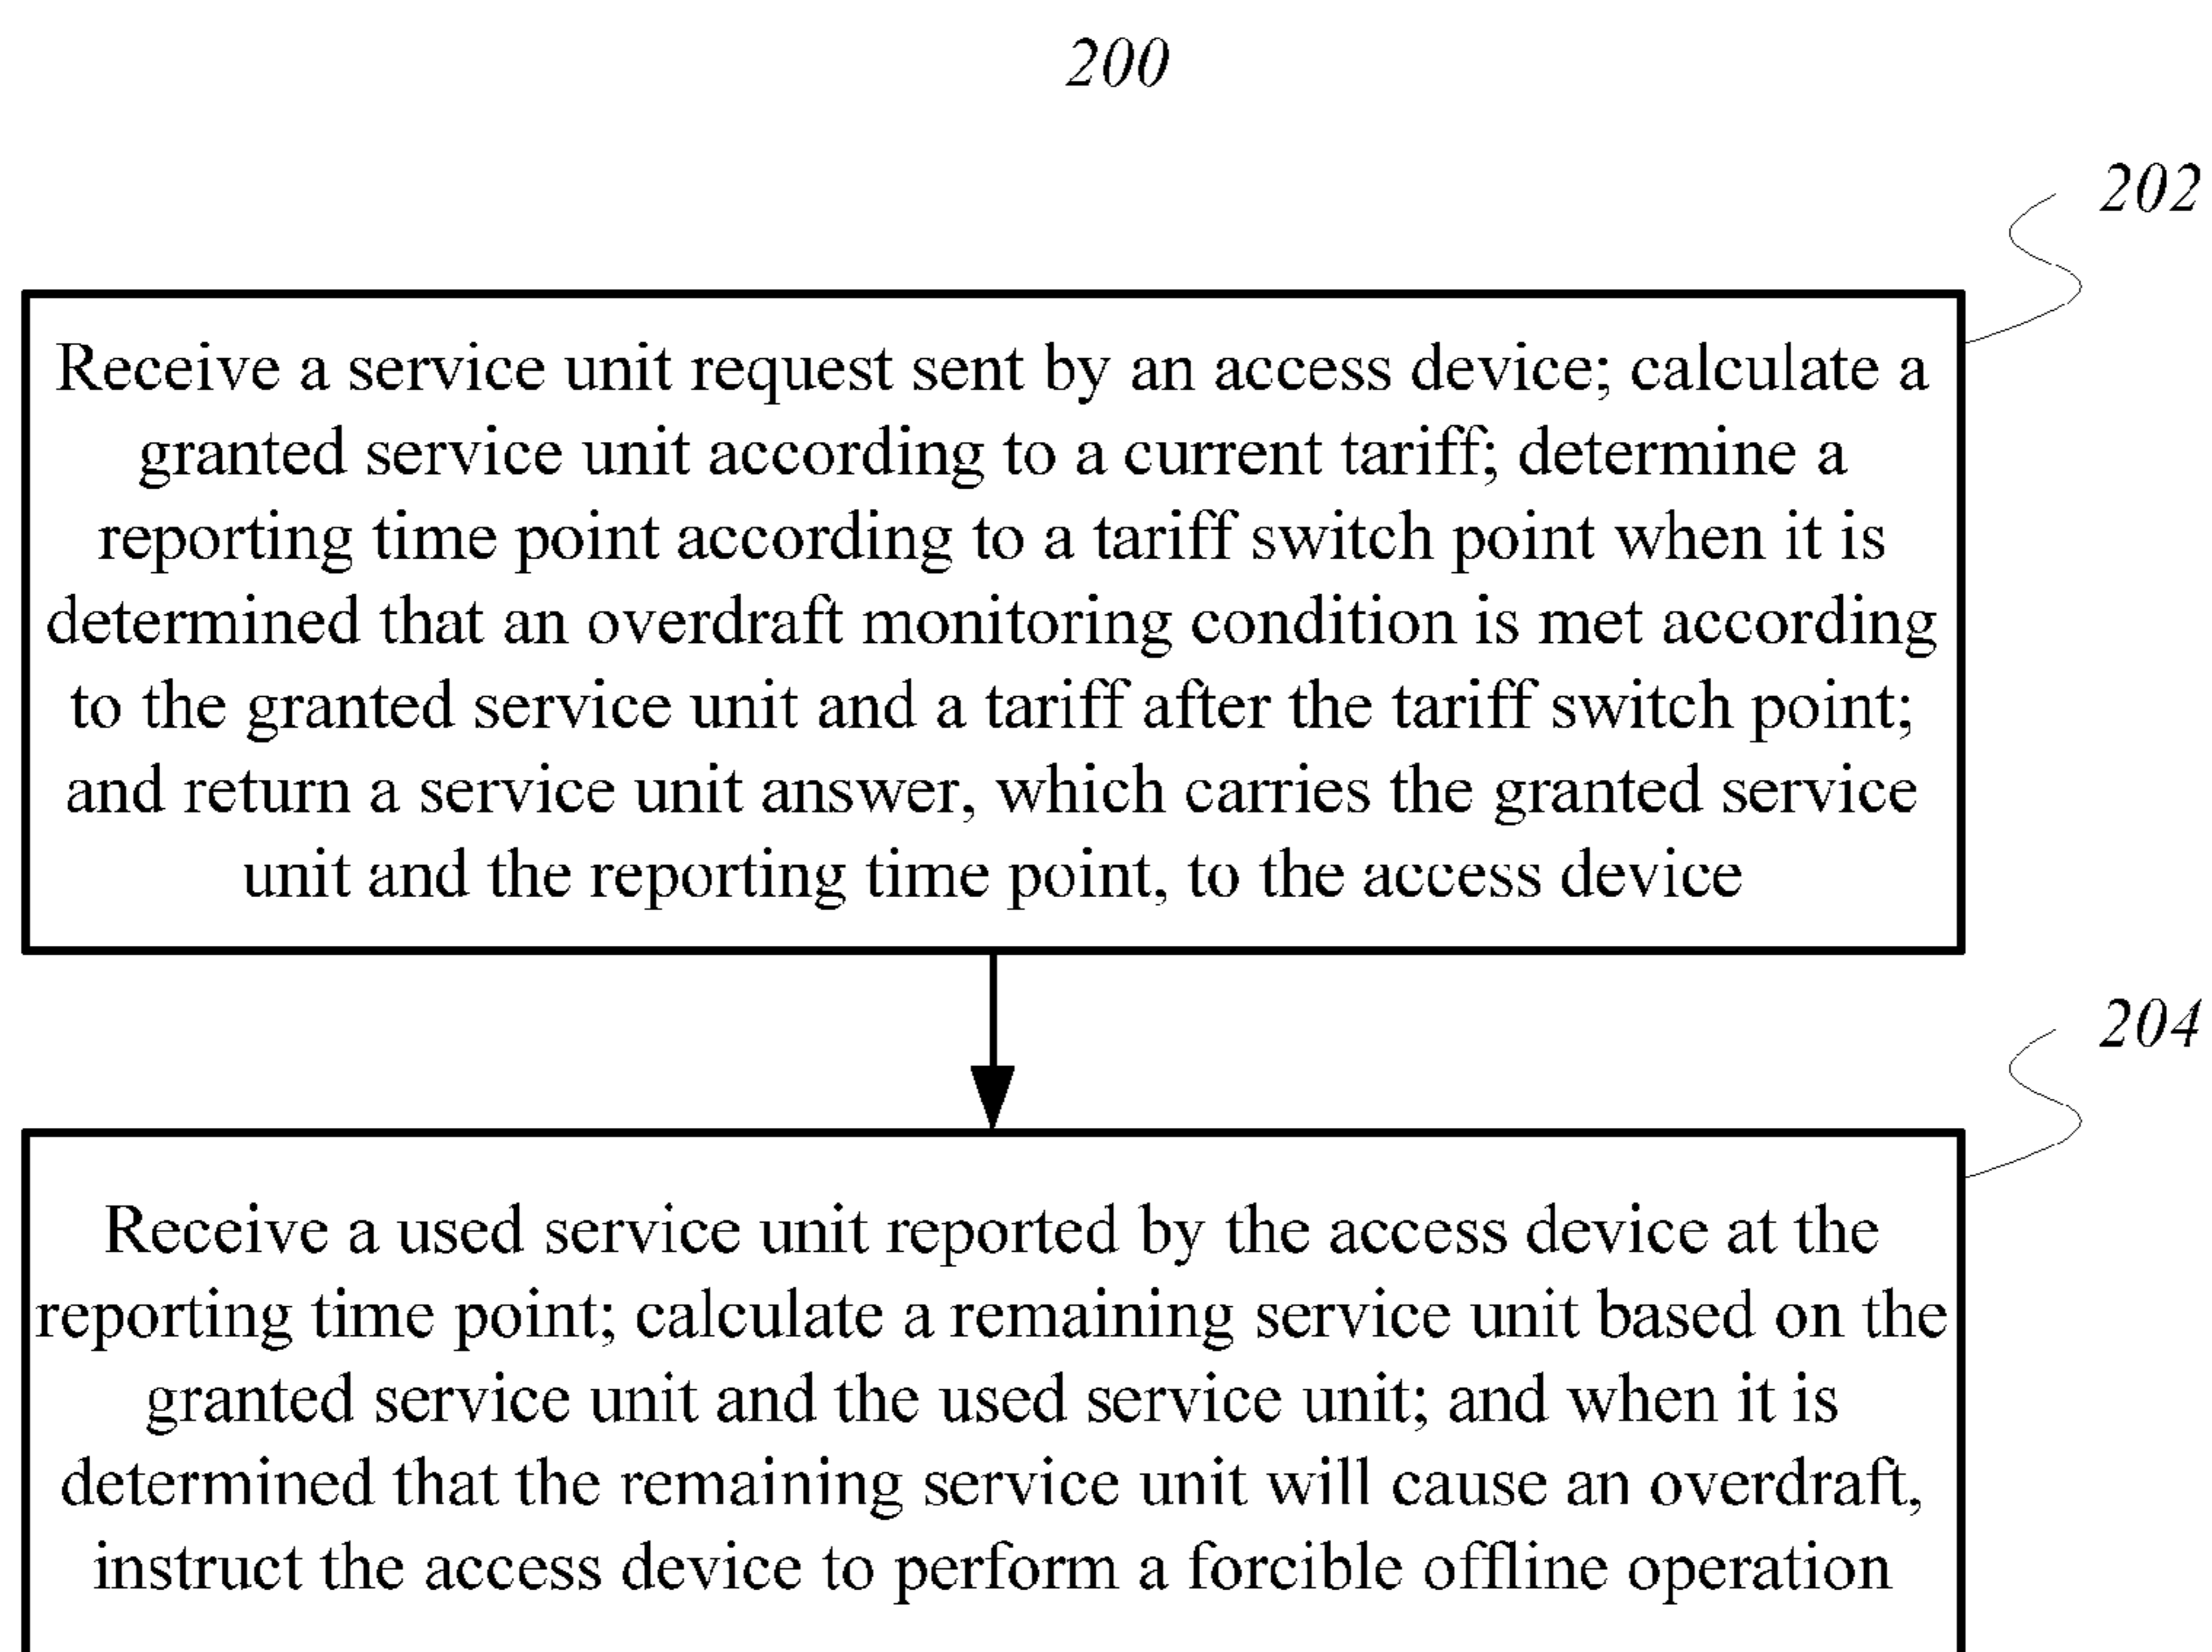 200
202
Receive a service unit request sent by an access device; calculate a
granted service unit according to a current tariff; determine a
reporting time point according to a tariff switch point when it is
determined that an overdraft monitoring condition is met according
to the granted service unit and a tariff after the tariff switch point;
and return a service unit answer, which carries the granted service
unit and the reporting time point, to the access device
204
Receive a used service unit reported by the access device at the
reporting time point; calculate a remaining service unit based on the
granted service unit and the used service unit; and when it is
determined that the remaining service unit will cause an overdraft,
instruct the access device to perform a forcible offline operation